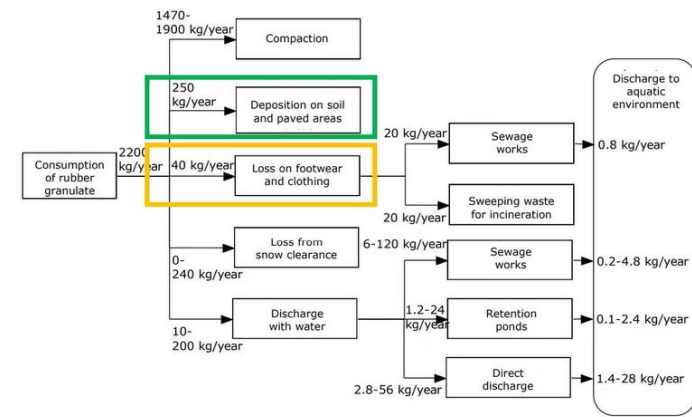 1470-
1900 kg/year
Compaction
250
kg/year
Deposition on soil
and paved areas
Consumption
of rubber
granulate
2200
kg/year
40 kg/year
Loss on footwear
and clothing
20 kg/year
Sewage
works
0.8 kg/year
20 kg/year
Sweeping waste
for incineration
0-
240 kg/year
Loss from
snow clearance
10-
200 kg/year
Discharge
with water
6-120 kg/year
Sewage
works
0.2-4.8 kg/year
1.2-24
kg/year
Retention
ponds
0.1-2.4 kg/year
2.8-56 kg/year
Direct
discharge
1.4-28 kg/year
Discharge to
aquatic
environment